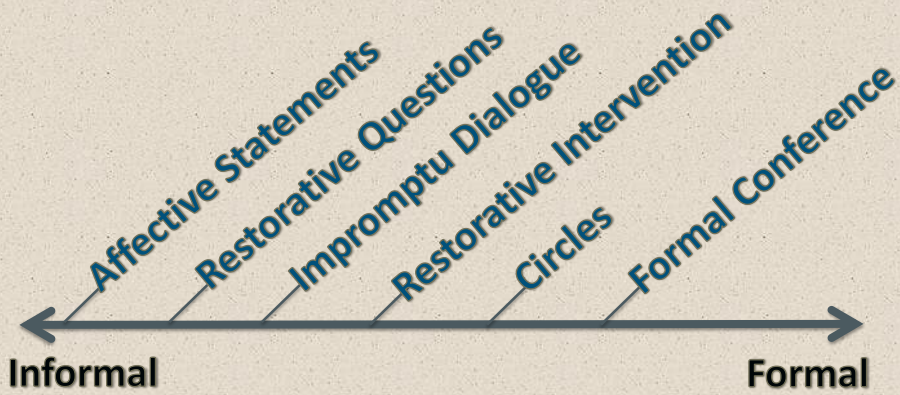 Affective Statements
Restorative Questions
Impromptu Dialogue
Restorative Intervention
Circles
Formal Conference
Informal
Formal